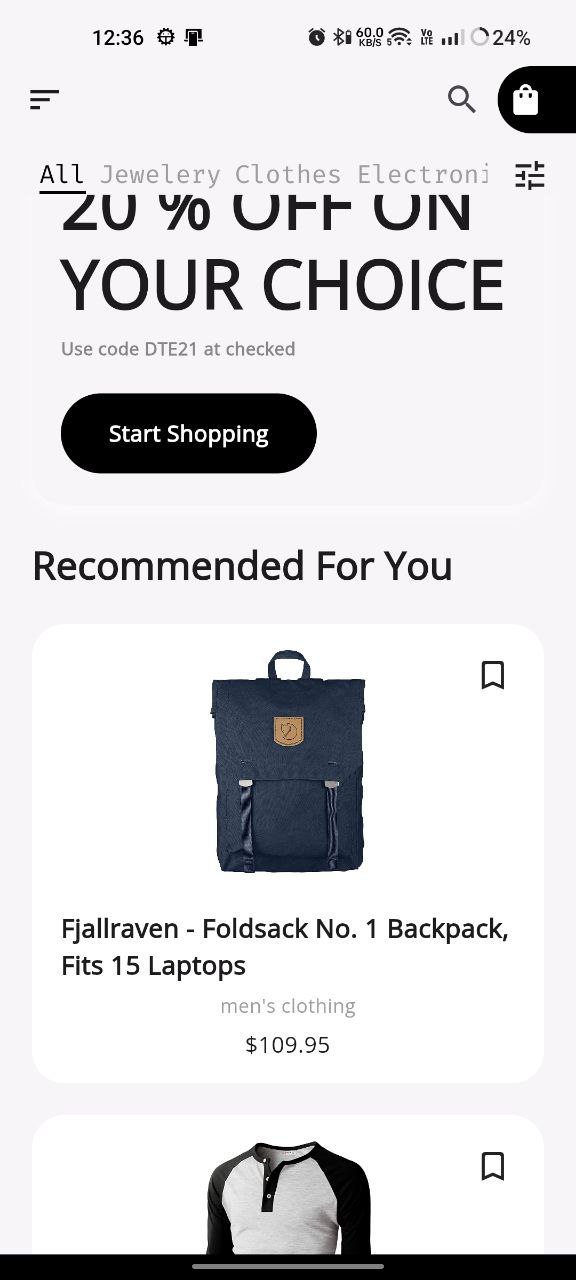 12:36 60.0 KB/S 5 Vo LTE 24%
All Jewelery Clothes Electroni
20 % OFF ON
YOUR CHOICE
Use code DTE21 at checked
Start Shopping
Recommended For You
Fjallraven - Foldsack No. 1 Backpack,
Fits 15 Laptops
men's clothing
$109.95